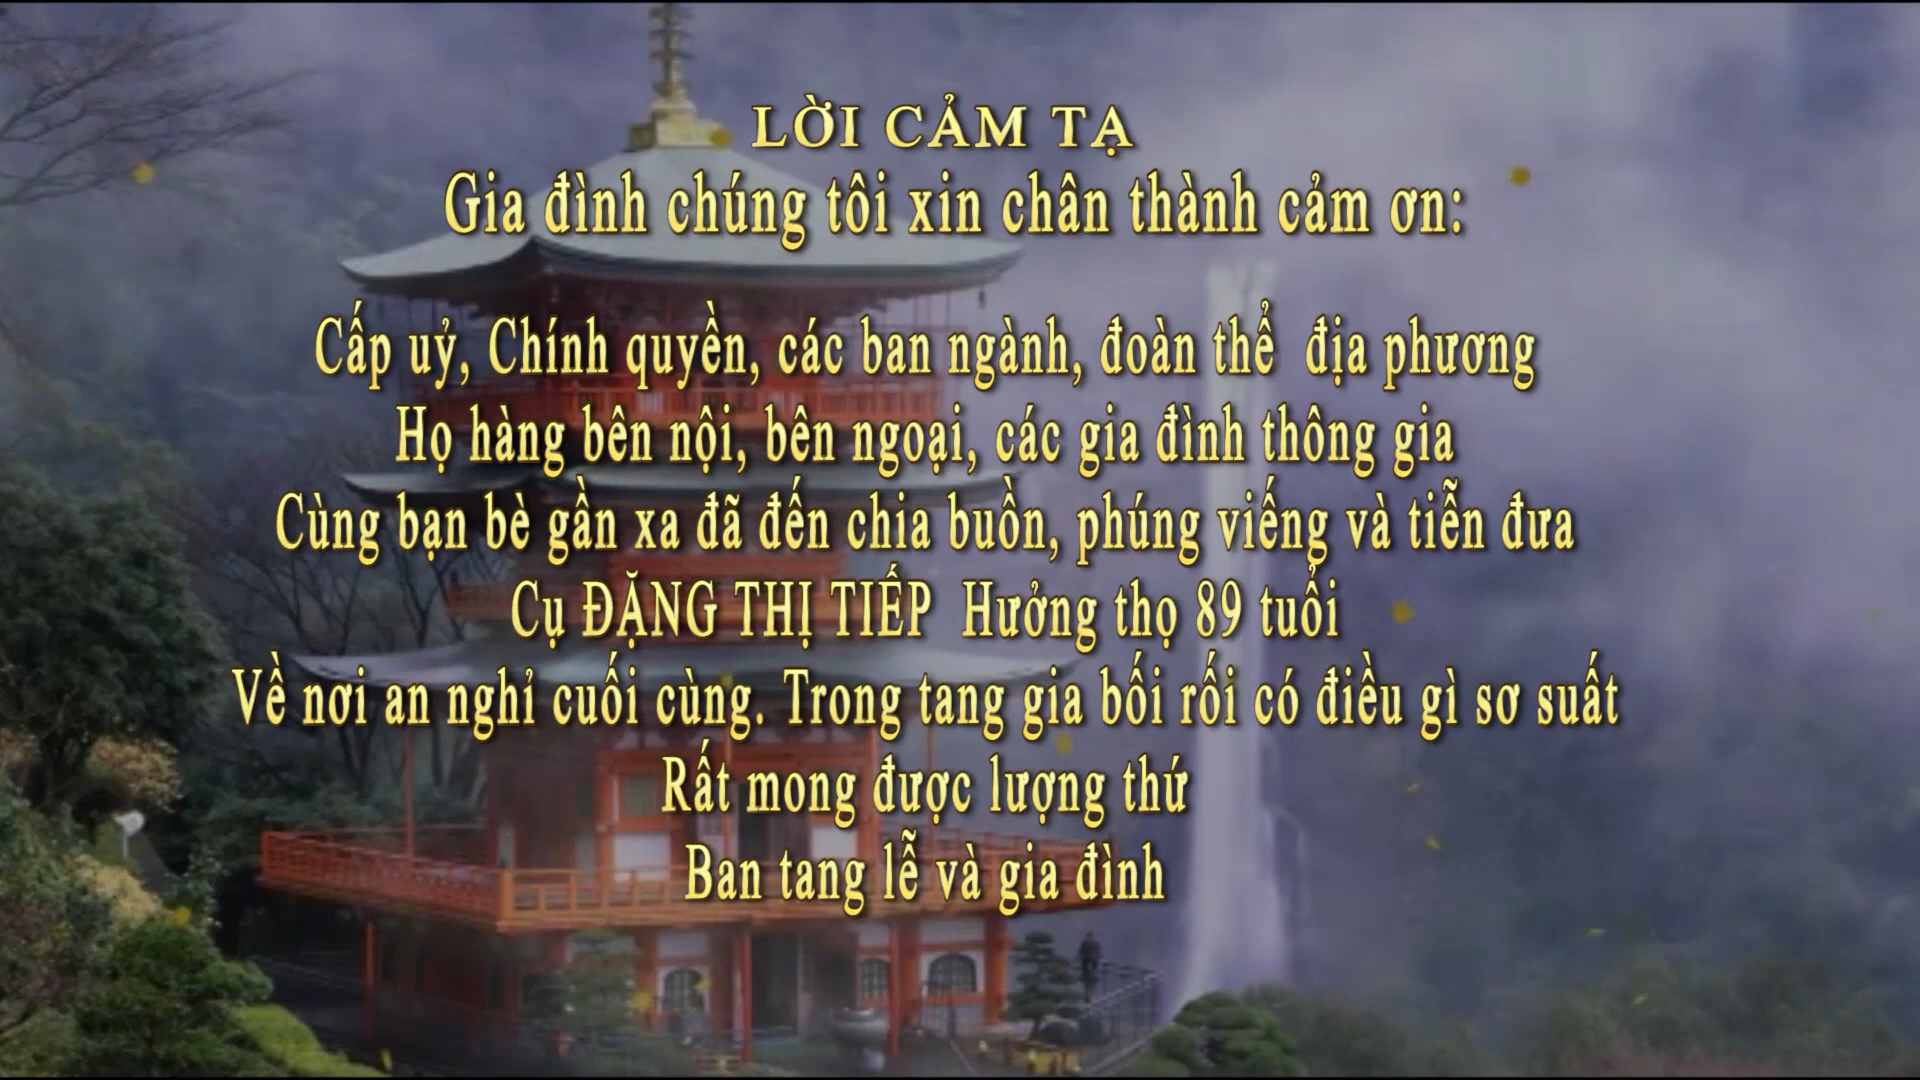 LỜI CẢM TẠ
Gia đình chúng tôi xin chân thành cảm ơn:
Cấp uỷ, Chính quyền, các ban ngành, đoàn thể địa phương
Họ hàng bên nội, bên ngoại, các gia đình thông gia
Cùng bạn bè gần xa đã đến chia buồn, phúng viếng và tiễn đưa
Cụ ĐẶNG THỊ TIẾP Hưởng thọ 89 tuổi
Về nơi an nghỉ cuối cùng. Trong tang gia bối rối có điều gì sơ suất
Rất mong được lượng thứ
Ban tang lễ và gia đình